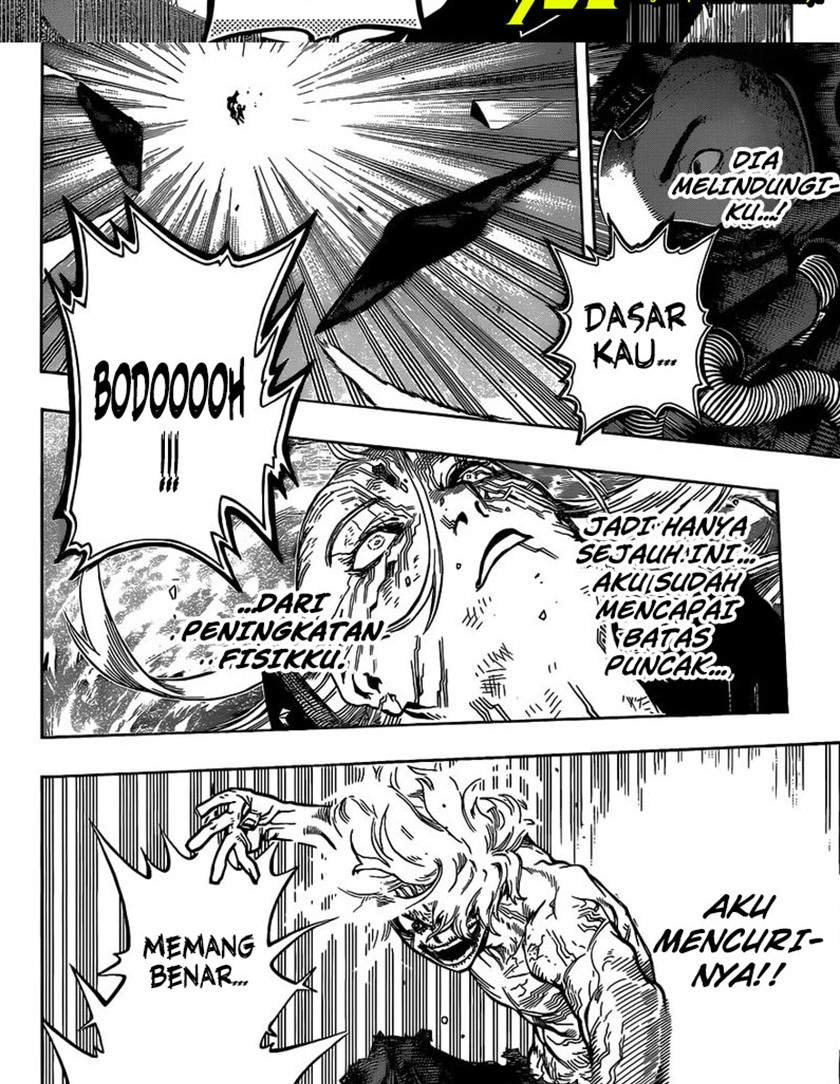 DIA
MELINDUNGI-
KU...!
DASAR
KAU...
BODOOOOH
!!!
JADI HANYA
SEJAUH INI...
AKU SUDAH
MENCAPAI
BATAS
PUNCAK...
...DARI
PENINGKATAN
FISIKKU.
AKU
MENCURI-
NYA!!
MEMANG
BENAR...